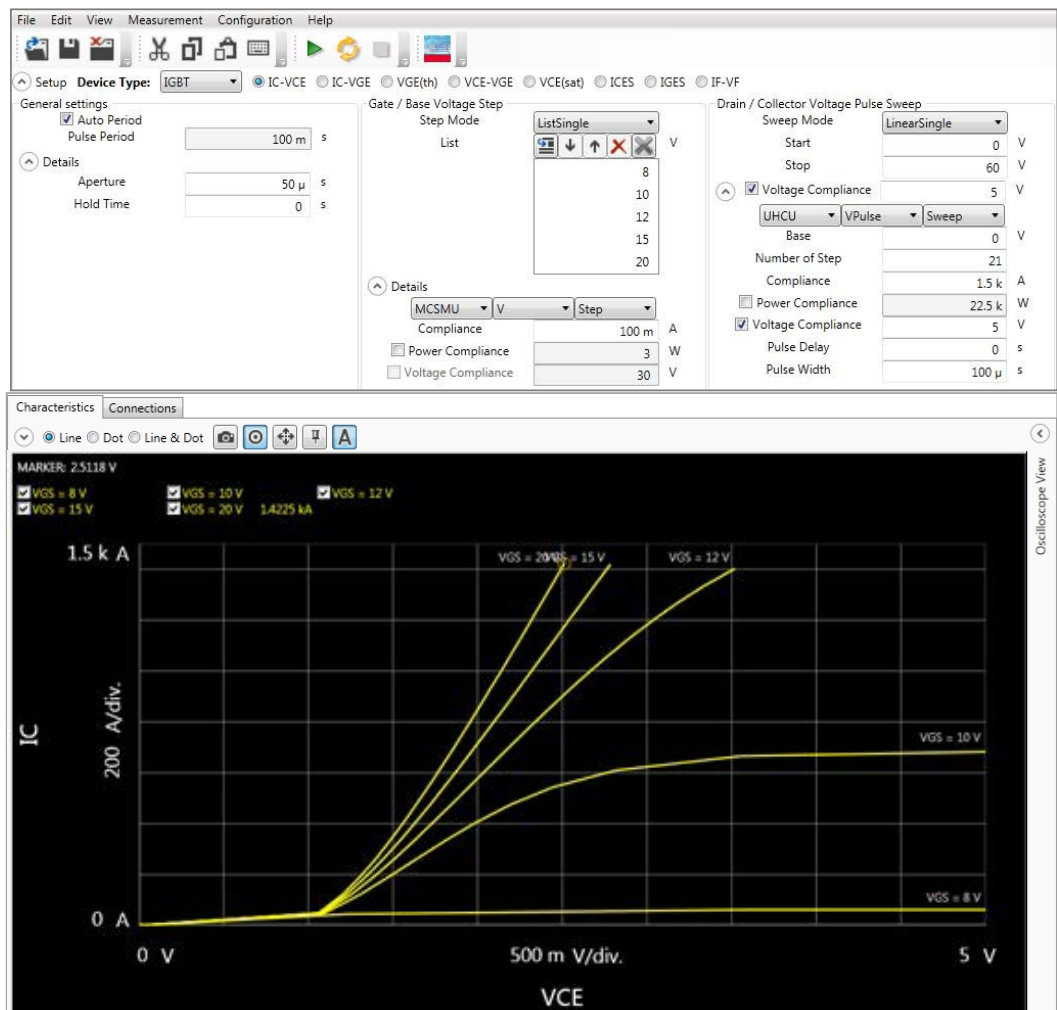 File Edit View Measurement Configuration Help
Setup Device Type: IGBT IC-VCE IC-VGE VGE(th) VCE-VGE VCE(sat) ICES IGES IF-VF
General settings
Auto Period
Pulse Period 100 m s
Details
Aperture 50 µ s
Hold Time 0 s
Gate / Base Voltage Step
Step Mode ListSingle
List V
8
10
12
15
20
Details
MCSMU V Step
Compliance 100 m A
Power Compliance 3 W
Voltage Compliance 30 V
Drain / Collector Voltage Pulse Sweep
Sweep Mode LinearSingle
Start 0 V
Stop 60 V
Voltage Compliance 5 V
UHCU VPulse Sweep
Base 0 V
Number of Step 21
Compliance 1.5 k A
Power Compliance 22.5 k W
Voltage Compliance 5 V
Pulse Delay 0 s
Pulse Width 100 µ s
Characteristics Connections
Line Dot Line & Dot A
Oscilloscope View
MARKER: 2.5118 V
VGS = 8 V VGS = 10 V VGS = 12 V
VGS = 15 V VGS = 20 V 1.4225 kA
1.5 k A
VGS = 20 V VGS = 15 V VGS = 12 V
IC
200 A/div.
VGS = 10 V
VGS = 8 V
0 A
0 V 500 m V/div. 5 V
VCE